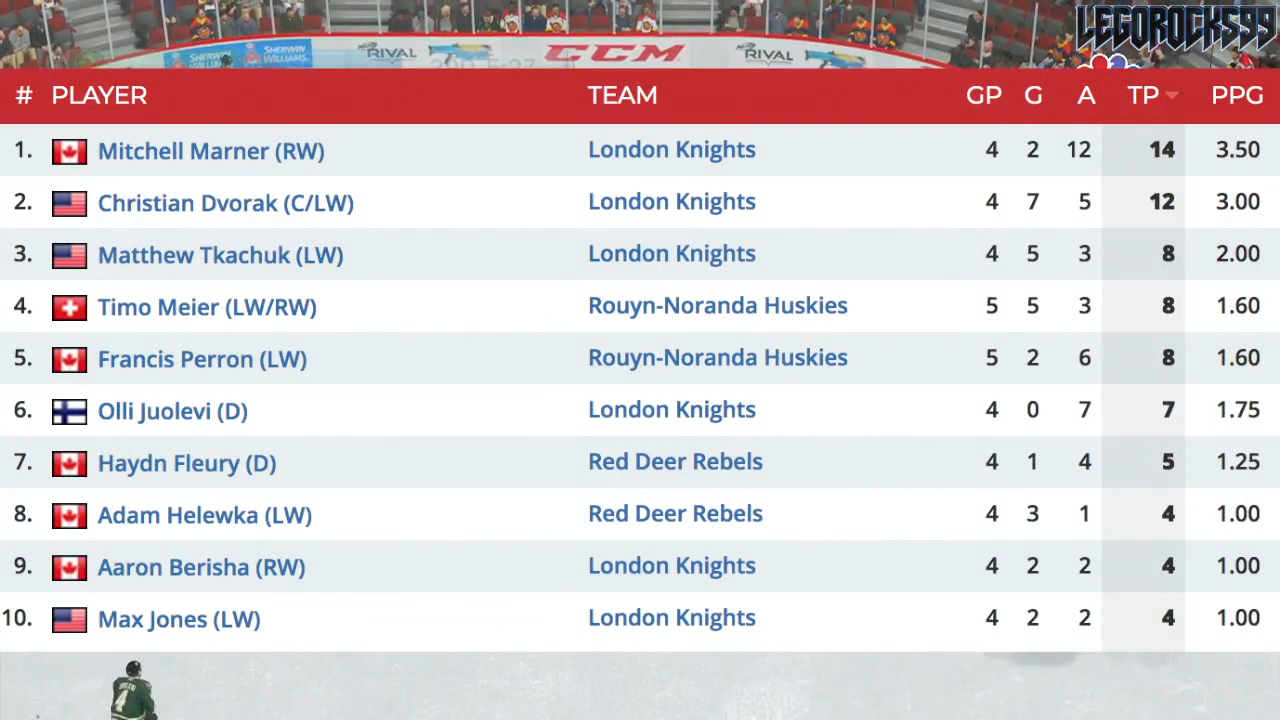 LEGOROCKS99
SHERWIN WILLIAMS. SHERWIN WILLIAMS. RIVAL CCM RIVAL
# PLAYER TEAM GP G A TP PPG
1. Mitchell Marner (RW) London Knights 4 2 12 14 3.50
2. Christian Dvorak (C/LW) London Knights 4 7 5 12 3.00
3. Matthew Tkachuk (LW) London Knights 4 5 3 8 2.00
4. Timo Meier (LW/RW) Rouyn-Noranda Huskies 5 5 3 8 1.60
5. Francis Perron (LW) Rouyn-Noranda Huskies 5 2 6 8 1.60
6. Olli Juolevi (D) London Knights 4 0 7 7 1.75
7. Haydn Fleury (D) Red Deer Rebels 4 1 4 5 1.25
8. Adam Helewka (LW) Red Deer Rebels 4 3 1 4 1.00
9. Aaron Berisha (RW) London Knights 4 2 2 4 1.00
10. Max Jones (LW) London Knights 4 2 2 4 1.00
4